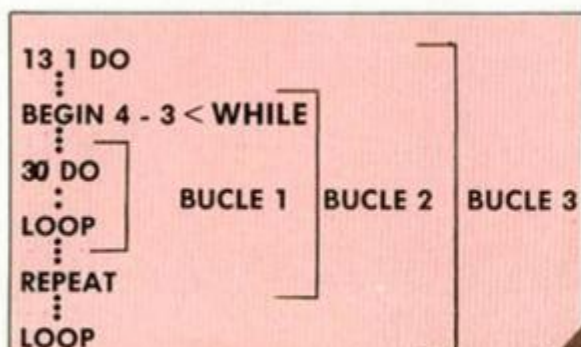 13 1 DO
BEGIN 4 - 3 < WHILE
30 DO
LOOP
BUCLE 1
BUCLE 2
BUCLE 3
REPEAT
LOOP